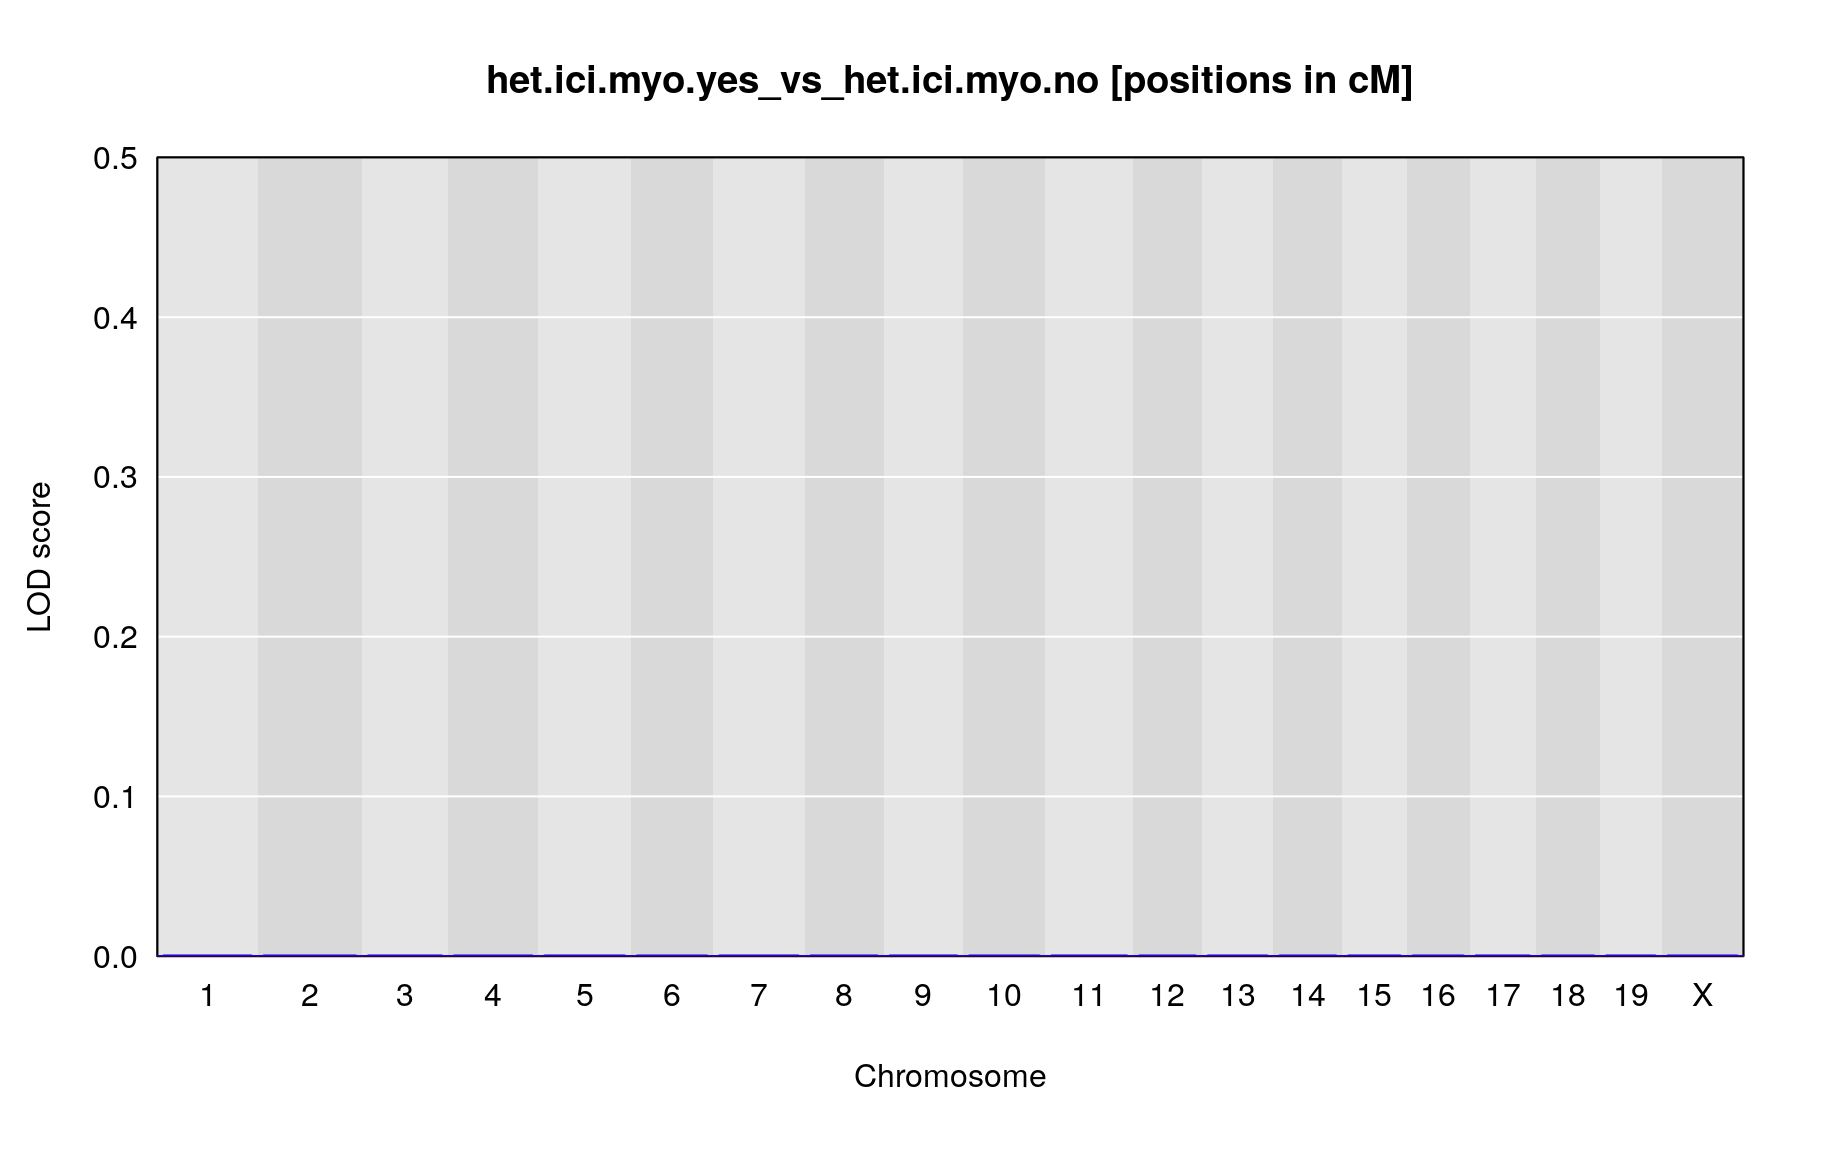 het.ici.myo.yes_vs_het.ici.myo.no [positions in cM]
0.5
0.4
0.3
0.2
0.1
0.0
LOD score
1 2 3 4 5 6 7 8 9 10 11 12 13 14 15 16 17 18 19 X
Chromosome